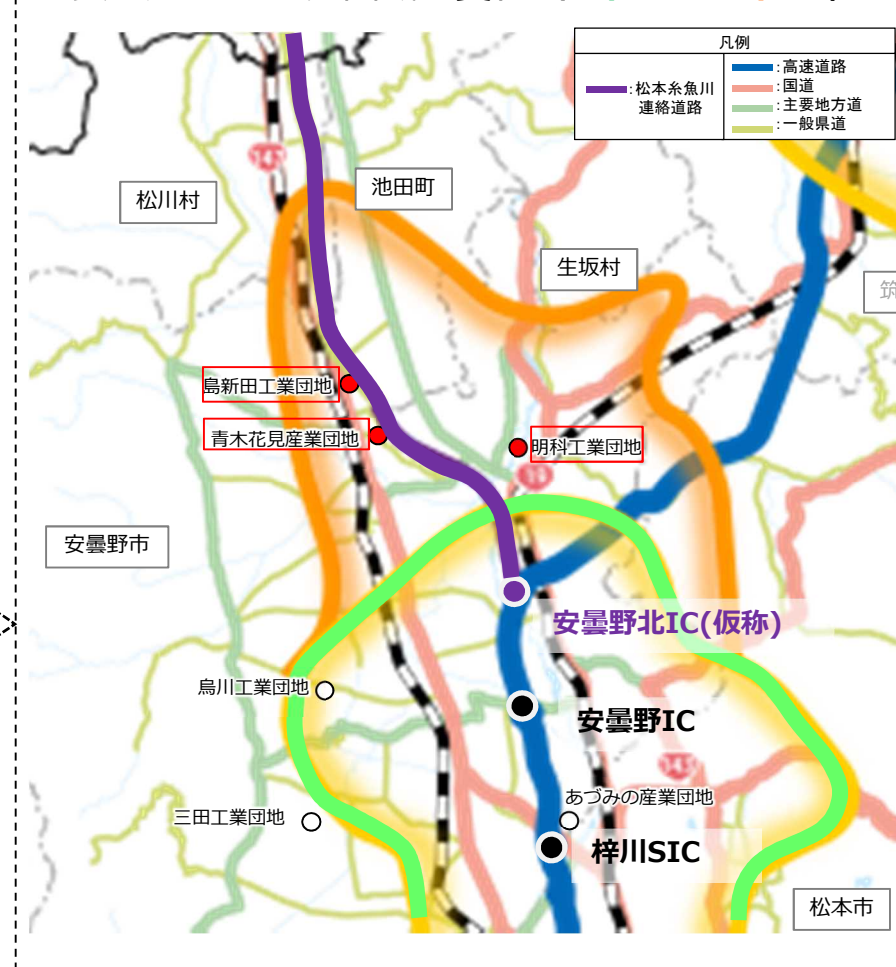 凡例
:松本糸魚川
連絡道路
:高速道路
:国道
:主要地方道
:一般県道
147
池田町
松川村
生坂村
筑
島新田工業団地
青木花見産業団地
明科工業団地
19
安曇野市
安曇野北IC(仮称)
烏川工業団地
安曇野IC
143
あづみの産業団地
三田工業団地
梓川SIC
松本市